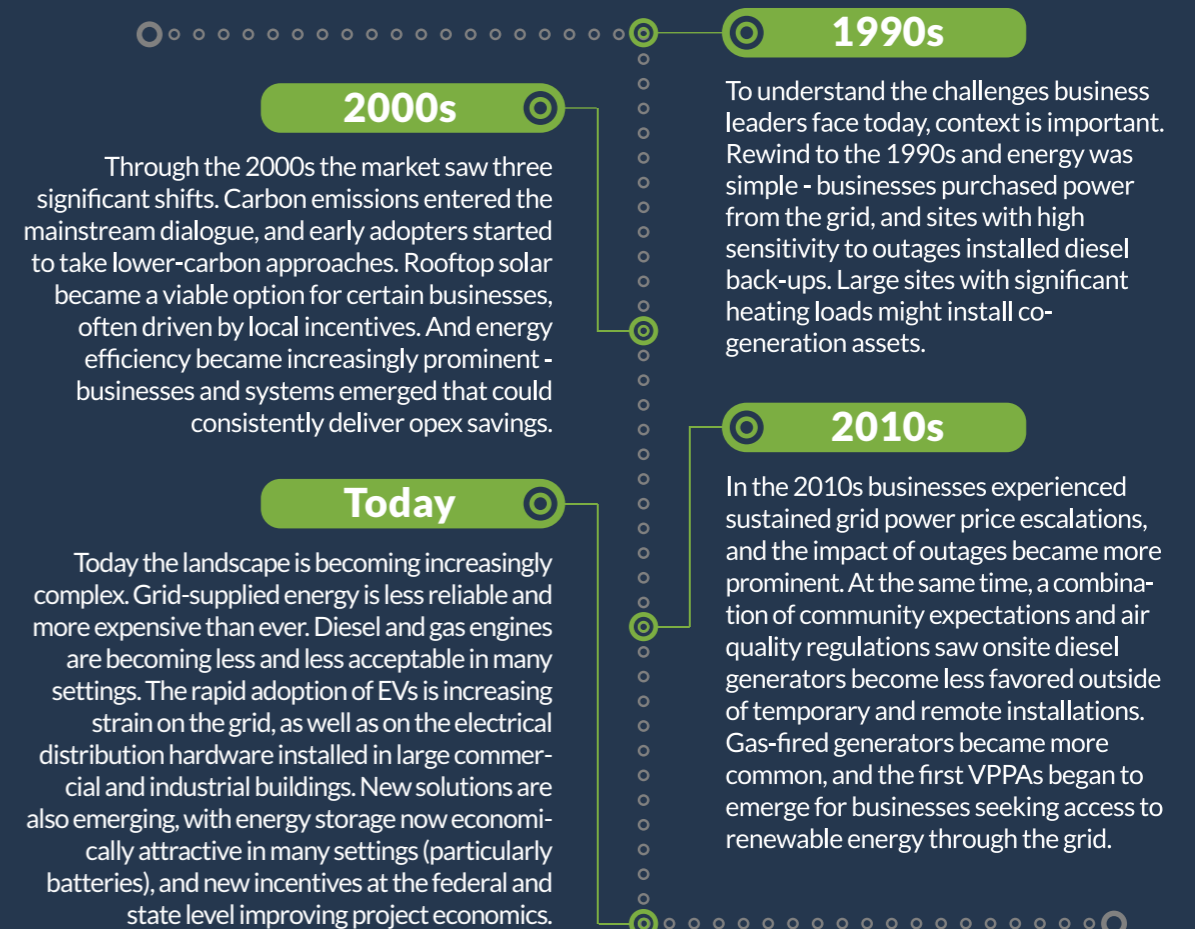 1990s
To understand the challenges business
leaders face today, context is important.
Rewind to the 1990s and energy was
simple - businesses purchased power
from the grid, and sites with high
sensitivity to outages installed diesel
back-ups. Large sites with significant
heating loads might install co-
generation assets.
2000s
Through the 2000s the market saw three
significant shifts. Carbon emissions entered the
mainstream dialogue, and early adopters started
to take lower-carbon approaches. Rooftop solar
became a viable option for certain businesses,
often driven by local incentives. And energy
efficiency became increasingly prominent -
businesses and systems emerged that could
consistently deliver opex savings.
2010s
In the 2010s businesses experienced
sustained grid power price escalations,
and the impact of outages became more
prominent. At the same time, a combina-
tion of community expectations and air
quality regulations saw onsite diesel
generators become less favored outside
of temporary and remote installations.
Gas-fired generators became more
common, and the first VPPAs began to
emerge for businesses seeking access to
renewable energy through the grid.
Today
Today the landscape is becoming increasingly
complex. Grid-supplied energy is less reliable and
more expensive than ever. Diesel and gas engines
are becoming less and less acceptable in many
settings. The rapid adoption of EVs is increasing
strain on the grid, as well as on the electrical
distribution hardware installed in large commer-
cial and industrial buildings. New solutions are
also emerging, with energy storage now economi-
cally attractive in many settings (particularly
batteries), and new incentives at the federal and
state level improving project economics.